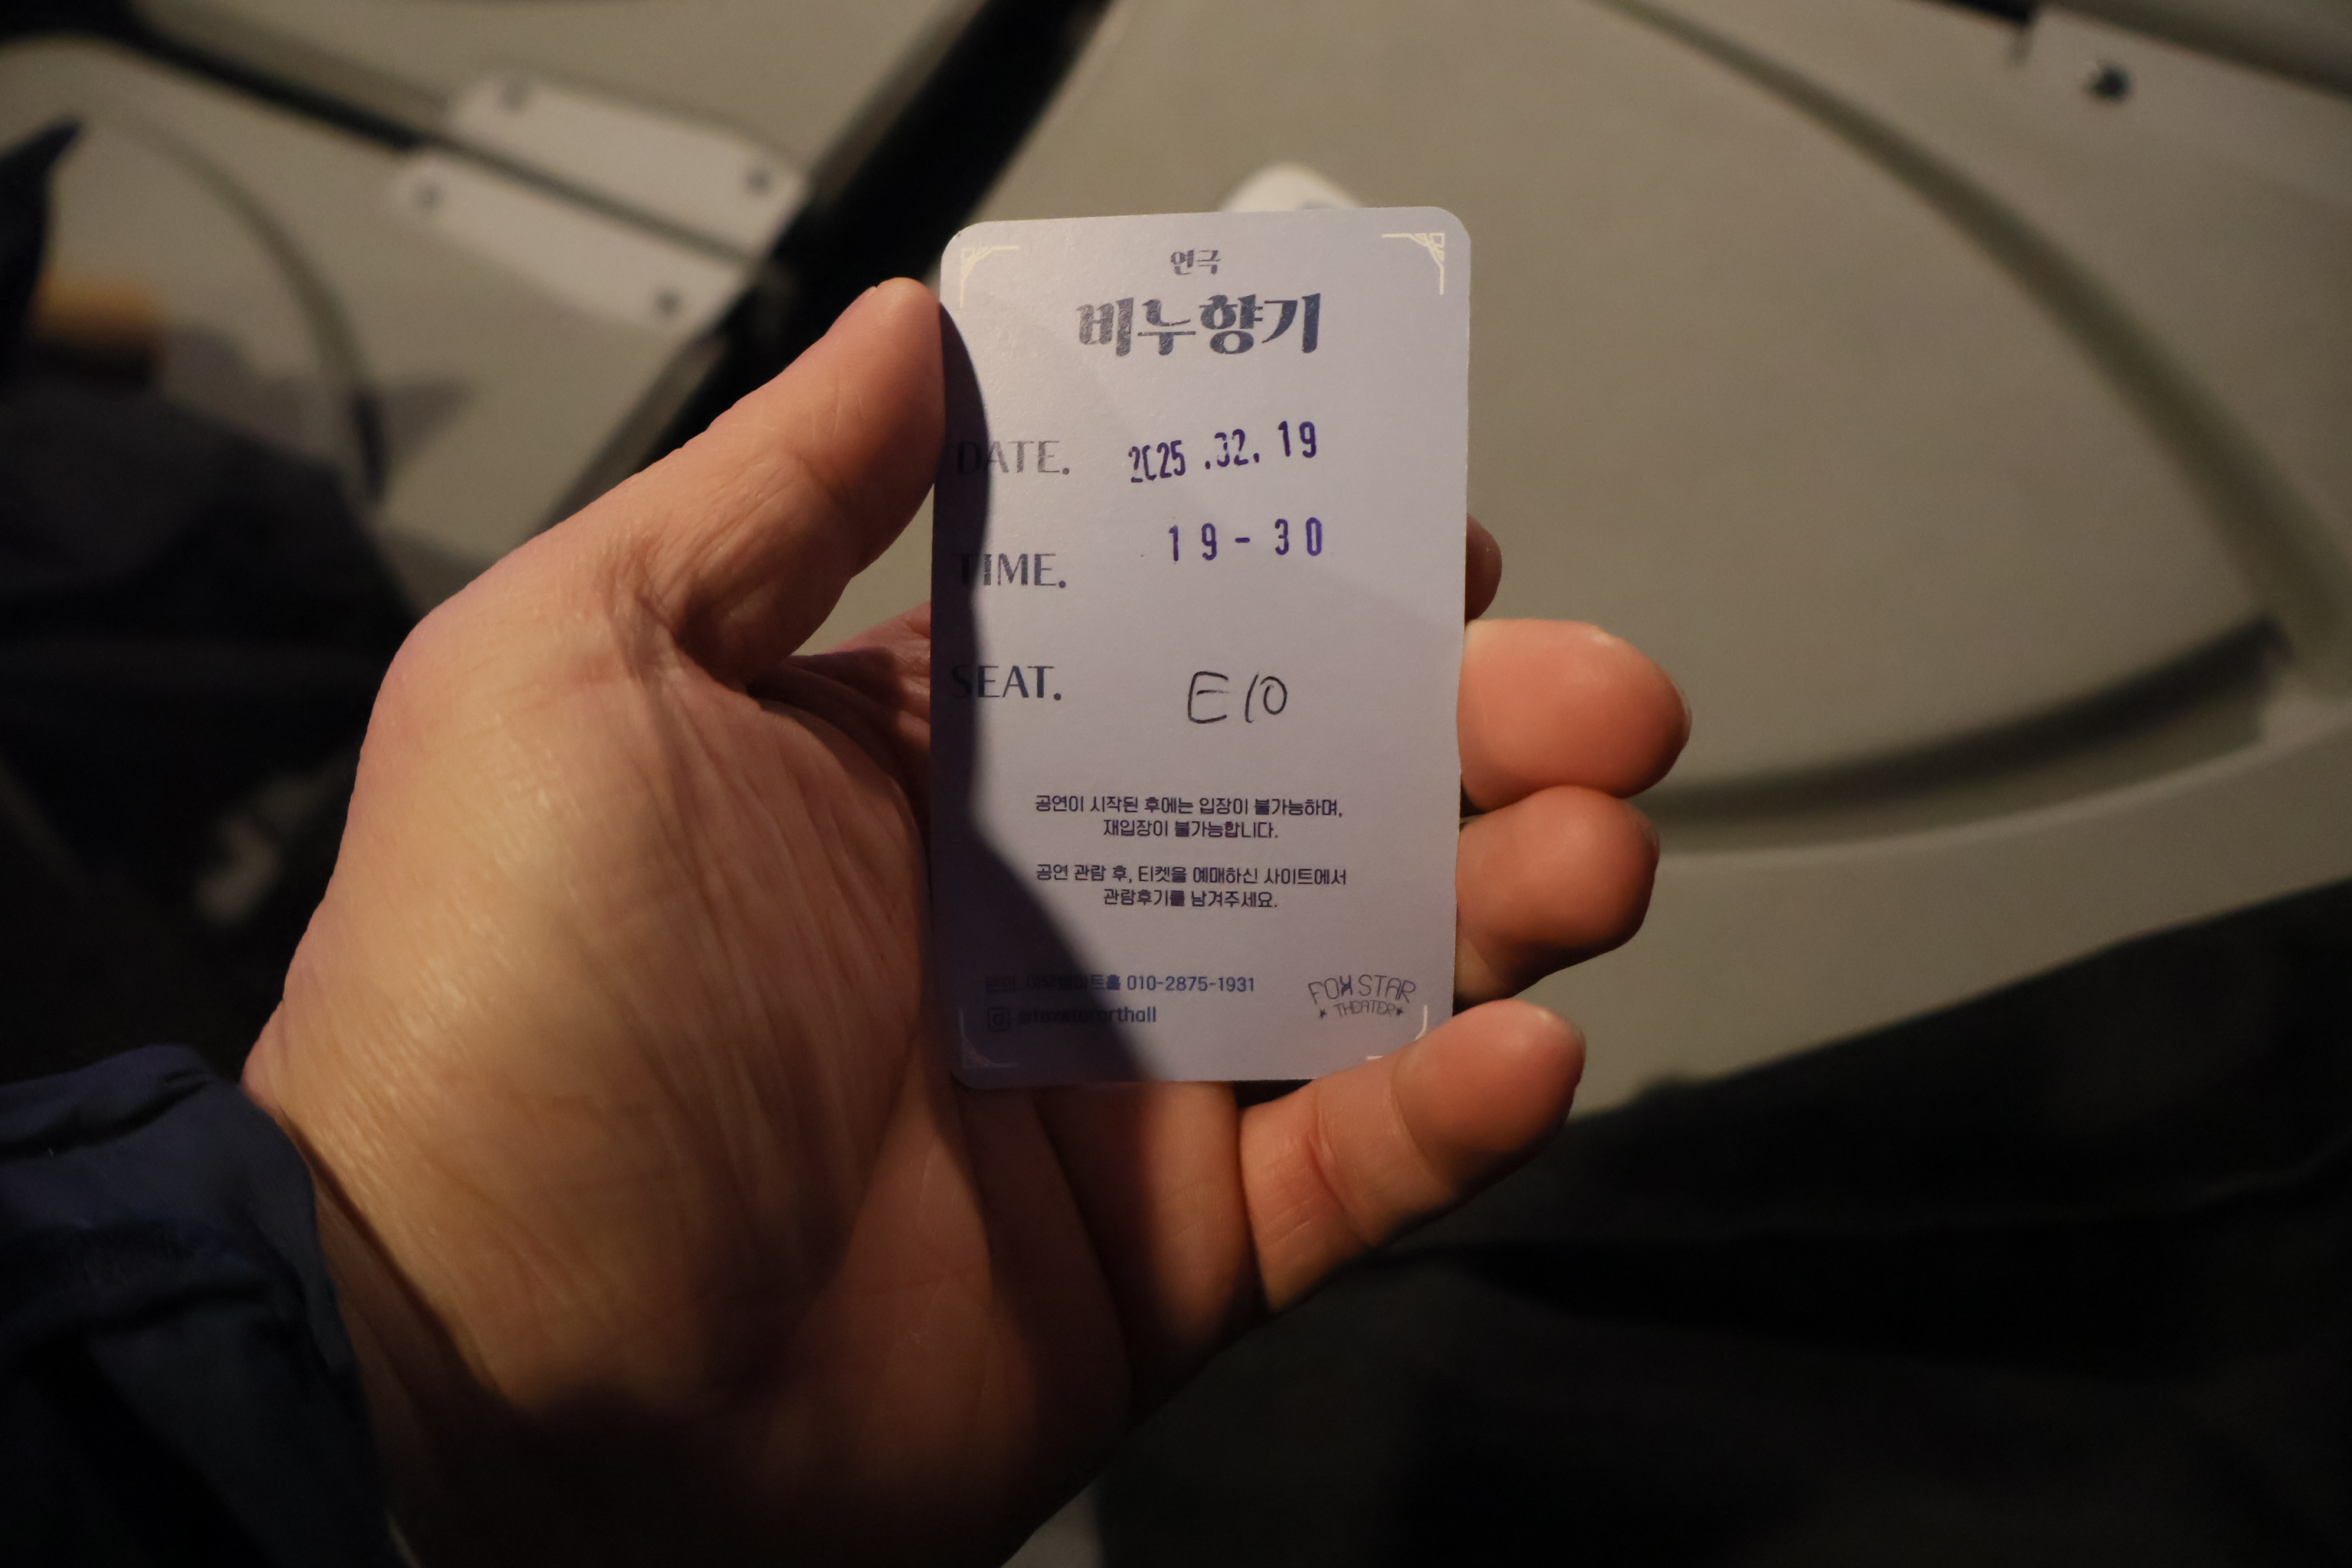 연극
비누향기
DATE. 2025.02.19
TIME. 19-30
SEAT. E10
공연이 시작된 후에는 입장이 불가능하며,
재입장이 불가능합니다.
공연 관람 후, 티켓을 예매하신 사이트에서
관람후기를 남겨주세요.
문의. 010-2875-1931
FOX STAR
THEATER